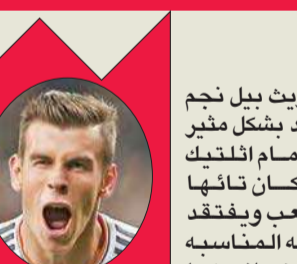 يث بيل نجم
د بشكل مثير
مام اثلتيك
كان تائها
عب ويفتقد
ه المناسبه